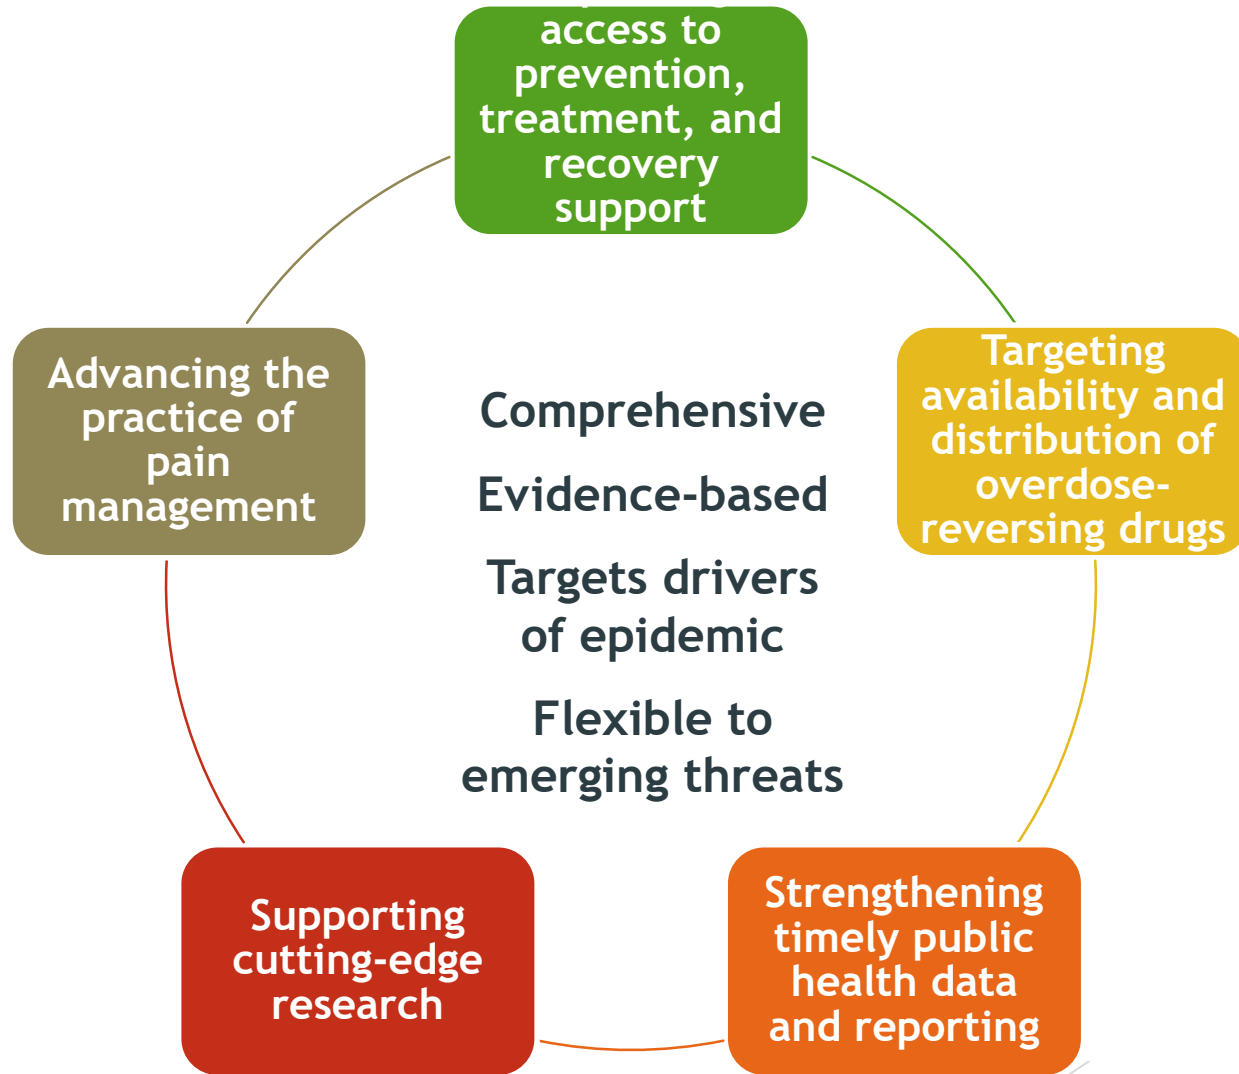 access to
prevention,
treatment, and
recovery
support
Targeting
availability and
distribution of
overdose-
reversing drugs
Strengthening
timely public
health data
and reporting
Supporting
cutting-edge
research
Advancing the
practice of
pain
management
Comprehensive
Evidence-based
Targets drivers
of epidemic
Flexible to
emerging threats